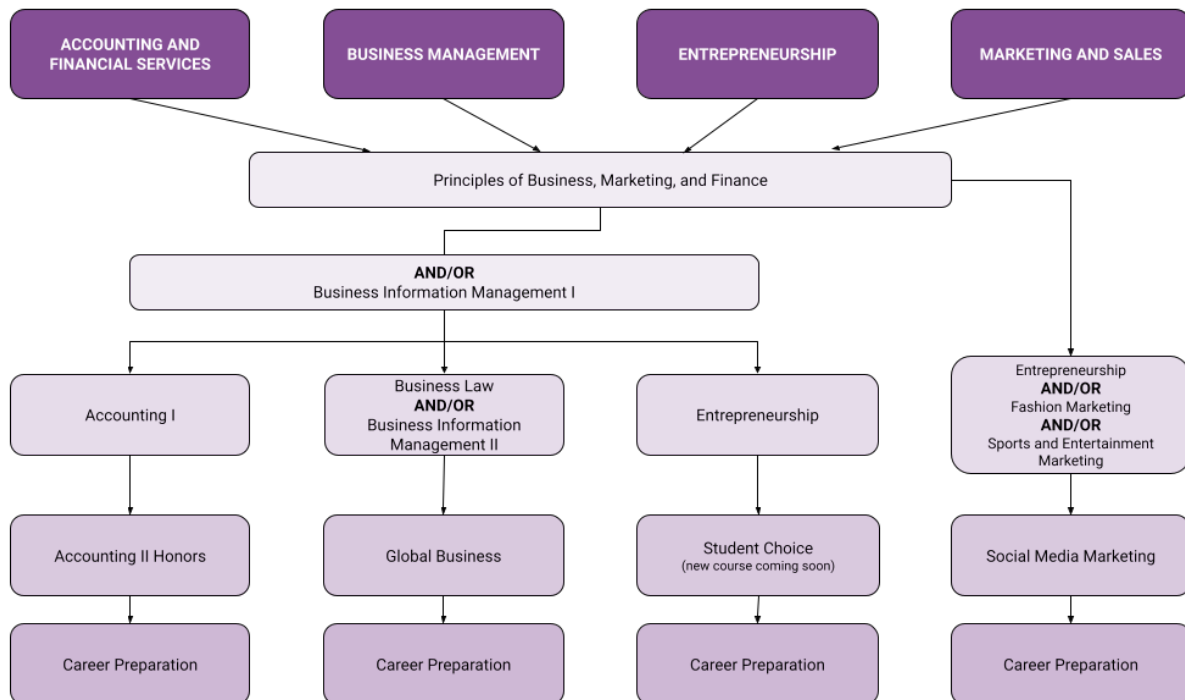 ACCOUNTING AND
FINANCIAL SERVICES
BUSINESS MANAGEMENT
ENTREPRENEURSHIP
MARKETING AND SALES
Principles of Business, Marketing, and Finance
AND/OR
Business Information Management I
Accounting I
Business Law
AND/OR
Business Information
Management II
Entrepreneurship
Entrepreneurship
AND/OR
Fashion Marketing
AND/OR
Sports and Entertainment
Marketing
Accounting II Honors
Global Business
Student Choice
(new course coming soon)
Social Media Marketing
Career Preparation
Career Preparation
Career Preparation
Career Preparation